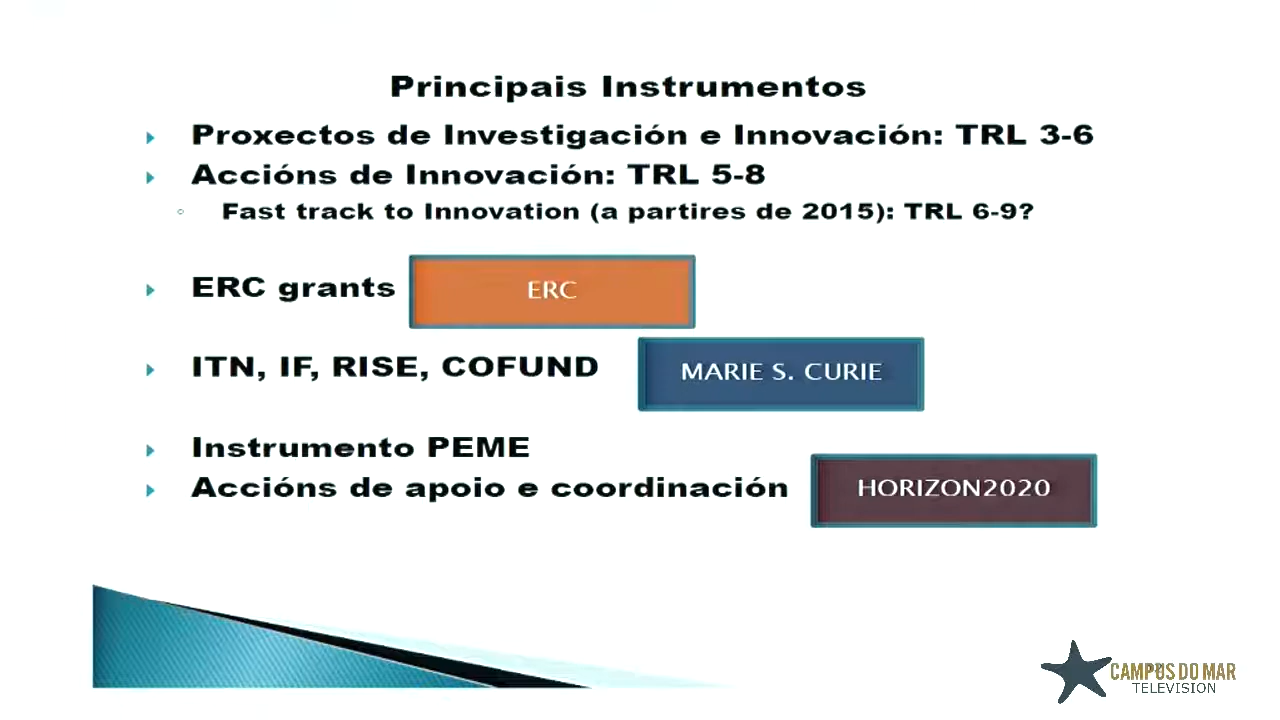 Principais Instrumentos
Proxectos de Investigación e Innovación: TRL 3-6
Accións de Innovación: TRL 5-8
Fast track to Innovation (a partires de 2015): TRL 6-9?
ERC grants
ERC
ITN, IF, RISE, COFUND
MARIE S. CURIE
Instrumento PEME
Accións de apoio e coordinación
HORIZON2020
CAMPUS DO MAR
TELEVISION